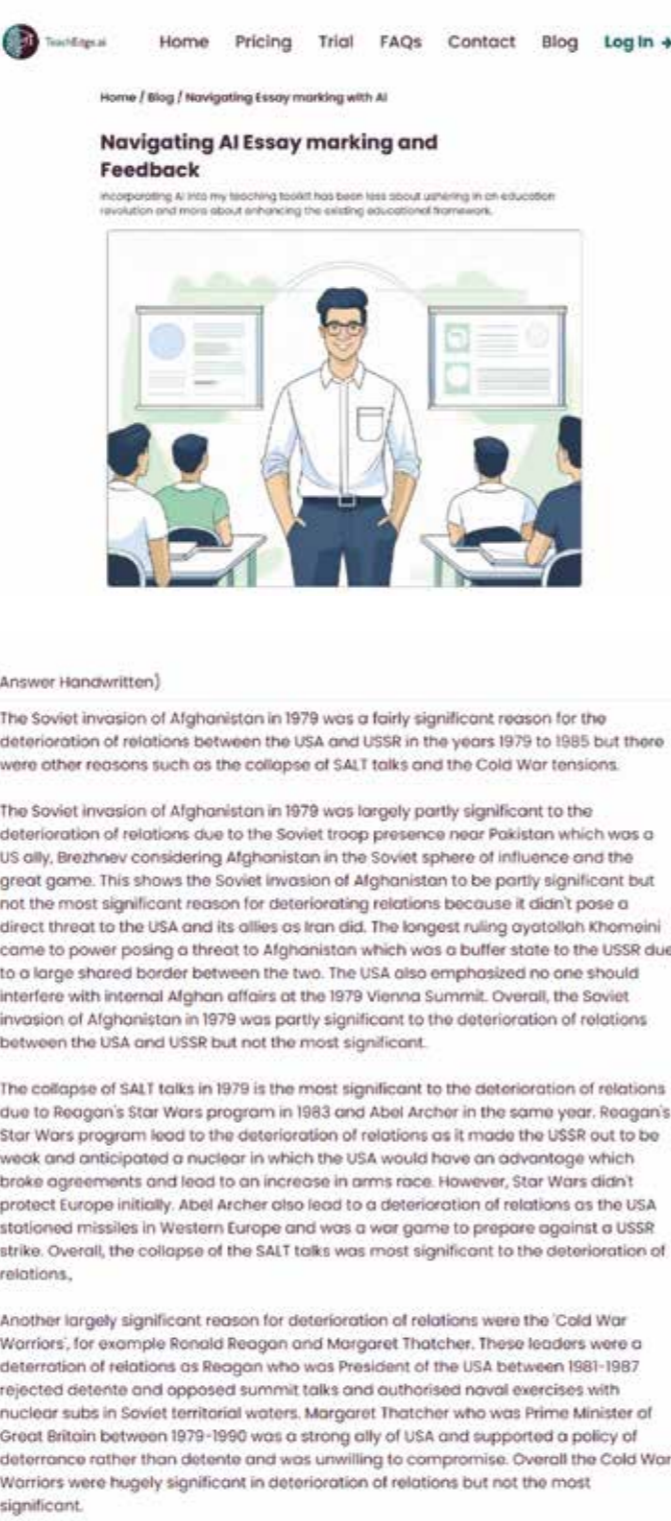 TeachEdge.ai Home Pricing Trial FAQs Contact Blog Log In →
Home / Blog / Navigating Essay marking with AI
Navigating AI Essay marking and
Feedback
Incorporating AI into my teaching toolkit has been less about ushering in an education
revolution and more about enhancing the existing educational framework.
Answer Handwritten)
The Soviet invasion of Afghanistan in 1979 was a fairly significant reason for the
deterioration of relations between the USA and USSR in the years 1979 to 1985 but there
were other reasons such as the collapse of SALT talks and the Cold War tensions.
The Soviet invasion of Afghanistan in 1979 was largely partly significant to the
deterioration of relations due to the Soviet troop presence near Pakistan which was a
US ally, Brezhnev considering Afghanistan in the Soviet sphere of influence and the
great game. This shows the Soviet invasion of Afghanistan to be partly significant but
not the most significant reason for deteriorating relations because it didn't pose a
direct threat to the USA and its allies as Iran did. The longest ruling ayatollah Khomeini
came to power posing a threat to Afghanistan which was a buffer state to the USSR due
to a large shared border between the two. The USA also emphasized no one should
interfere with internal Afghan affairs at the 1979 Vienna Summit. Overall, the Soviet
invasion of Afghanistan in 1979 was partly significant to the deterioration of relations
between the USA and USSR but not the most significant.
The collapse of SALT talks in 1979 is the most significant to the deterioration of relations
due to Reagan's Star Wars program in 1983 and Abel Archer in the same year. Reagan's
Star Wars program lead to the deterioration of relations as it made the USSR out to be
weak and anticipated a nuclear in which the USA would have an advantage which
broke agreements and lead to an increase in arms race. However, Star Wars didn't
protect Europe initially. Abel Archer also lead to a deterioration of relations as the USA
stationed missiles in Western Europe and was a war game to prepare against a USSR
strike. Overall, the collapse of the SALT talks was most significant to the deterioration of
relations.,
Another largely significant reason for deterioration of relations were the 'Cold War
Warriors', for example Ronald Reagan and Margaret Thatcher. These leaders were a
deterration of relations as Reagan who was President of the USA between 1981-1987
rejected detente and opposed summit talks and authorised naval exercises with
nuclear subs in Soviet territorial waters. Margaret Thatcher who was Prime Minister of
Great Britain between 1979-1990 was a strong ally of USA and supported a policy of
deterrance rather than detente and was unwilling to compromise. Overall the Cold War
Warriors were hugely significant in deterioration of relations but not the most
significant.